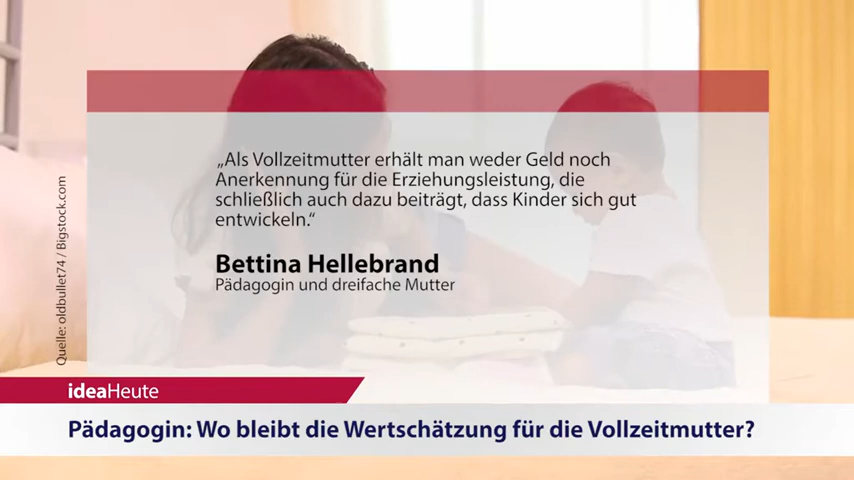 „Als Vollzeitmutter erhält man weder Geld noch
Anerkennung für die Erziehungsleistung, die
schließlich auch dazu beiträgt, dass Kinder sich gut
entwickeln.“
Bettina Hellebrand
Pädagogin und dreifache Mutter
Quelle: oldbullet74 / Bigstock.com
ideaHeute
Pädagogin: Wo bleibt die Wertschätzung für die Vollzeitmutter?